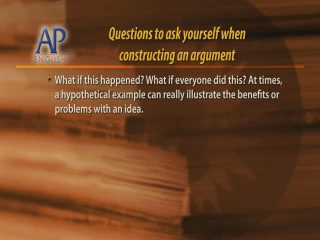 AP
ENGLISH
Questions to ask yourself when
constructing an argument
• What if this happened? What if everyone did this? At times,
a hypothetical example can really illustrate the benefits or
problems with an idea.